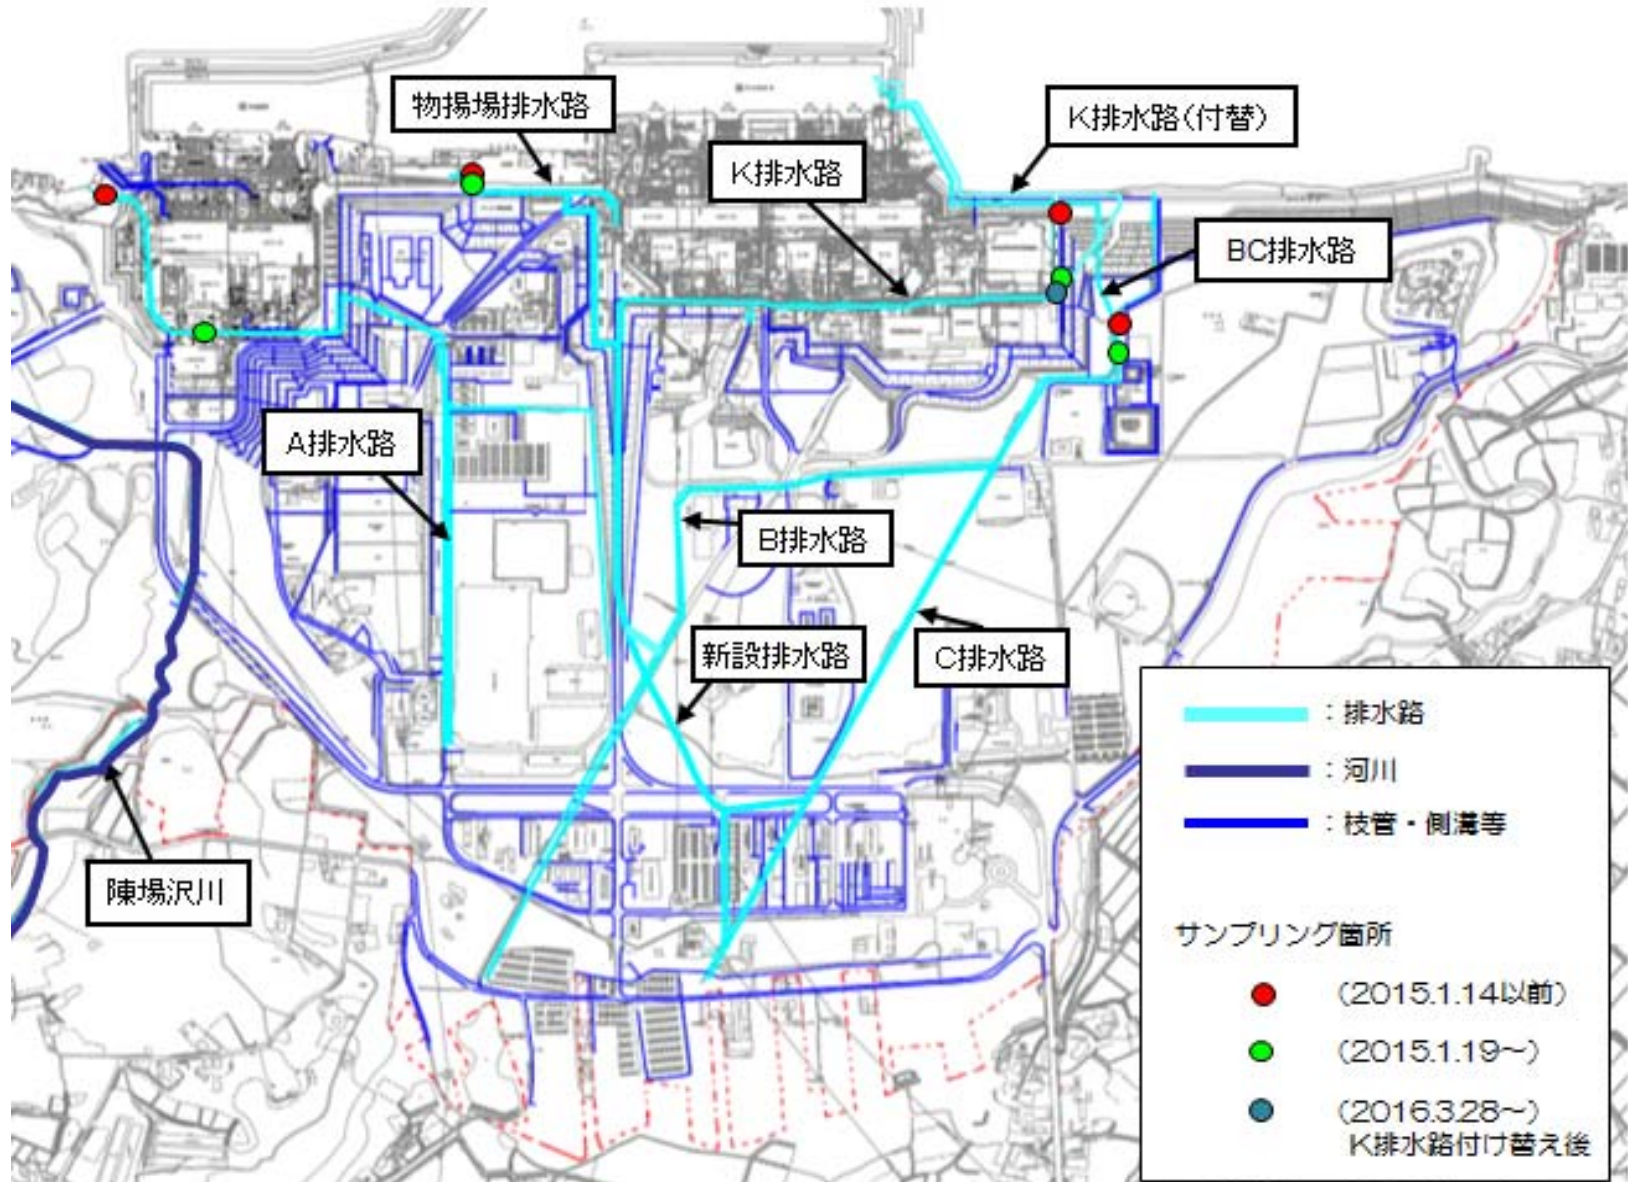 物揚場排水路
K排水路(付替)
K排水路
BC排水路
A排水路
B排水路
新設排水路
C排水路
陳場沢川
：排水路
：河川
：枝管・側溝等
サンプリング箇所
(2015.1.14以前)
(2015.1.19～)
(2016.3.28～)
K排水路付け替え後